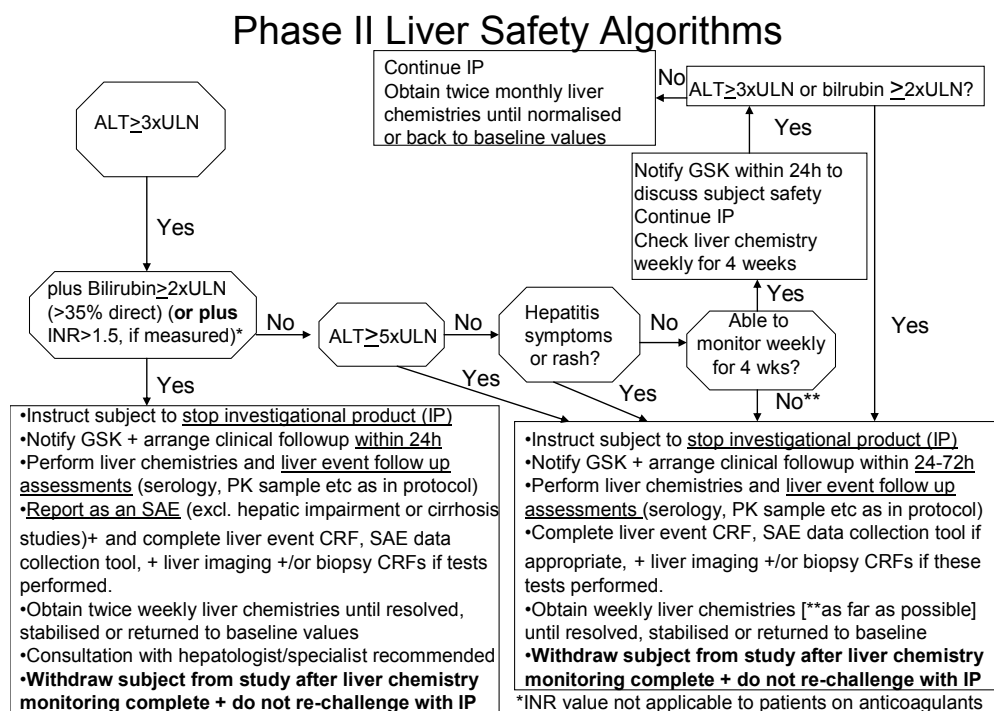 Phase II Liver Safety Algorithms
Continue IP
Obtain twice monthly liver
chemistries until normalised
or back to baseline values
No
ALT≥3xULN or bilrubin ≥2xULN?
ALT≥3xULN
Yes
Notify GSK within 24h to
discuss subject safety
Continue IP
Check liver chemistry
weekly for 4 weeks
Yes
plus Bilirubin≥2xULN
(>35% direct) (or plus
INR>1.5, if measured)*
No
ALT≥5xULN
No
Hepatitis
symptoms
or rash?
No
Yes
Able to
monitor weekly
for 4 wks?
Yes
Yes
Yes
Yes
No**
•Instruct subject to stop investigational product (IP)
•Notify GSK + arrange clinical followup within 24h
•Perform liver chemistries and liver event follow up
assessments (serology, PK sample etc as in protocol)
•Report as an SAE (excl. hepatic impairment or cirrhosis
studies)+ and complete liver event CRF, SAE data
collection tool, + liver imaging +/or biopsy CRFs if tests
performed.
•Obtain twice weekly liver chemistries until resolved,
stabilised or returned to baseline values
•Consultation with hepatologist/specialist recommended
•Withdraw subject from study after liver chemistry
monitoring complete + do not re-challenge with IP
•Instruct subject to stop investigational product (IP)
•Notify GSK + arrange clinical followup within 24-72h
•Perform liver chemistries and liver event follow up
assessments (serology, PK sample etc as in protocol)
•Complete liver event CRF, SAE data collection tool if
appropriate, + liver imaging +/or biopsy CRFs if these
tests performed.
•Obtain weekly liver chemistries [**as far as possible]
until resolved, stabilised or returned to baseline
•Withdraw subject from study after liver chemistry
monitoring complete + do not re-challenge with IP
*INR value not applicable to patients on anticoagulants